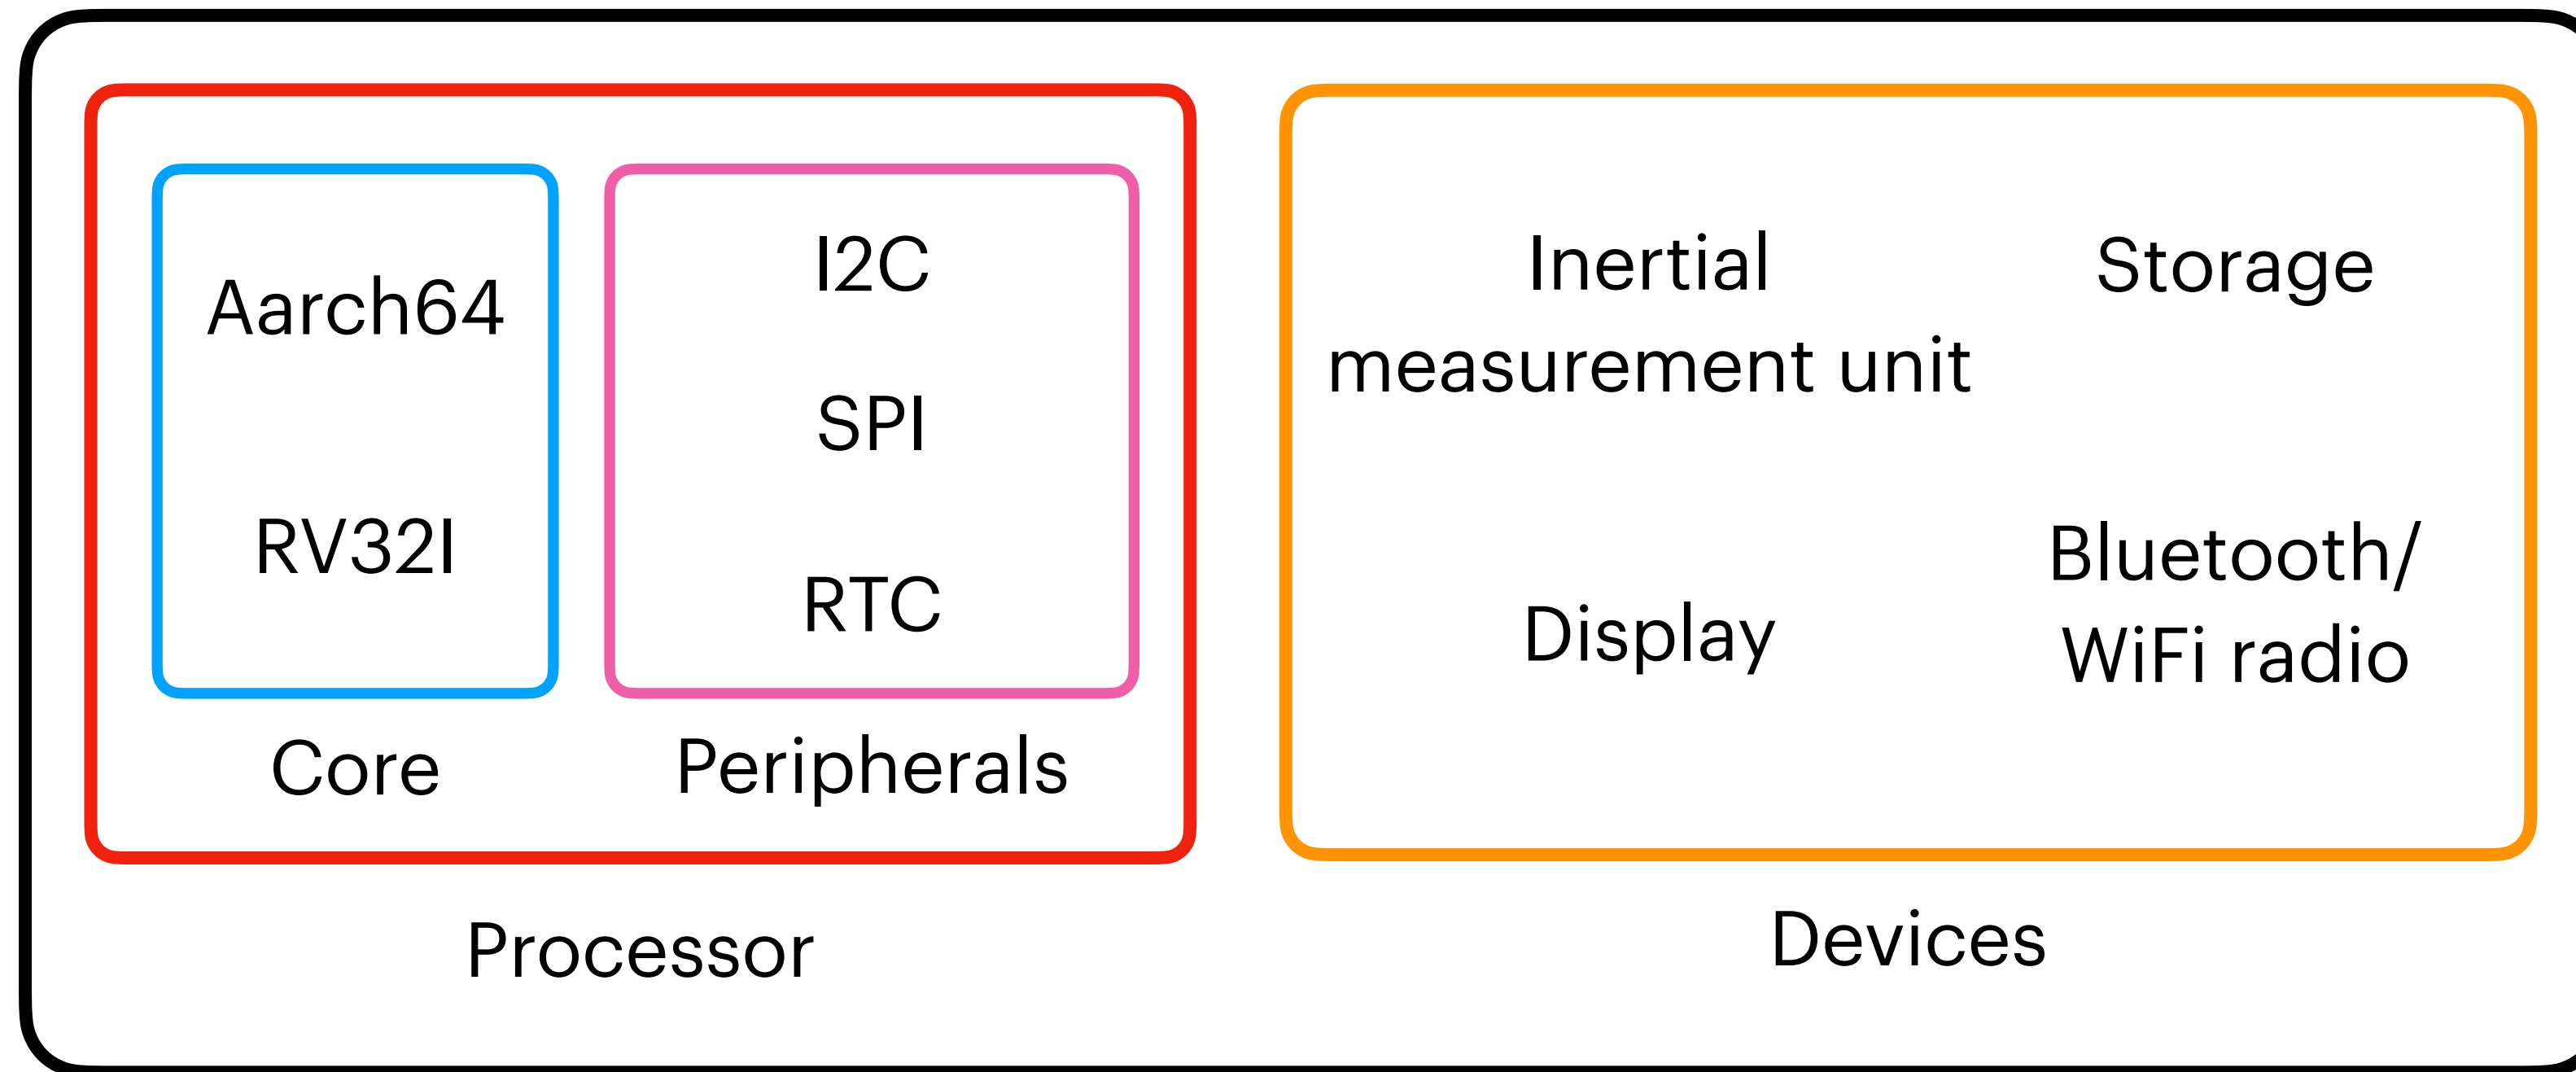 Aarch64
RV32I
Core
I2C
SPI
RTC
Peripherals
Processor
Inertial
measurement unit
Storage
Display
Bluetooth/
WiFi radio
Devices